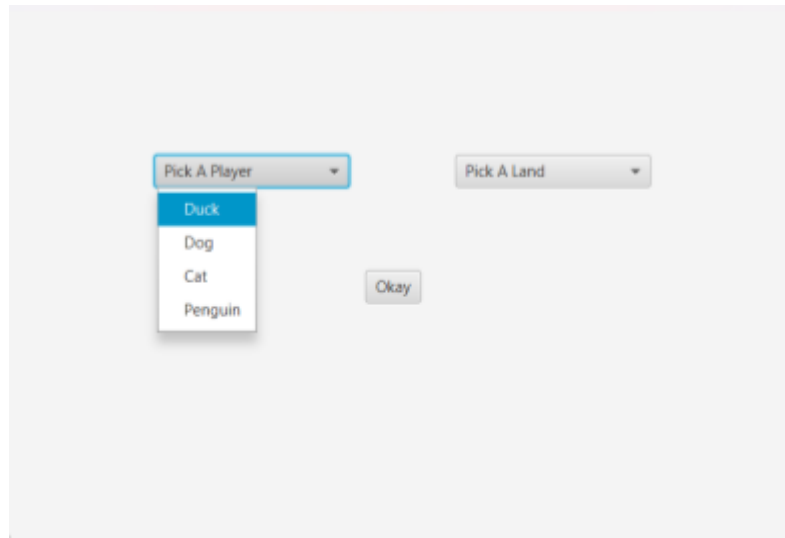 Pick A Player
Pick A Land
Duck
Dog
Cat
Penguin
Okay